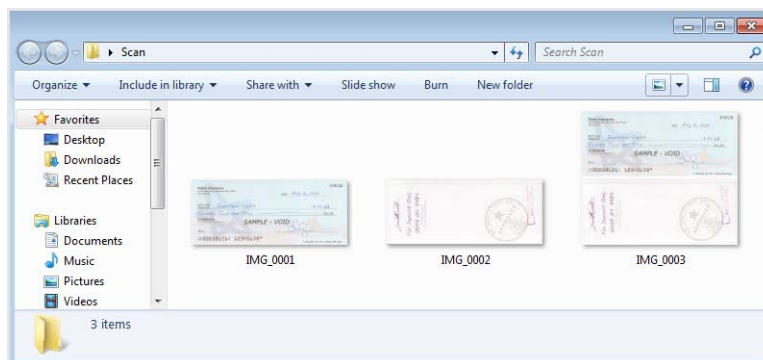 Scan
Search Scan
Organize
Include in library
Share with
Slide show
Burn
New folder
Favorites
Desktop
Downloads
Recent Places
Libraries
Documents
Music
Pictures
Videos
SAMPLE - VOID
IMG_0001
IMG_0002
SAMPLE - VOID
IMG_0003
3 items